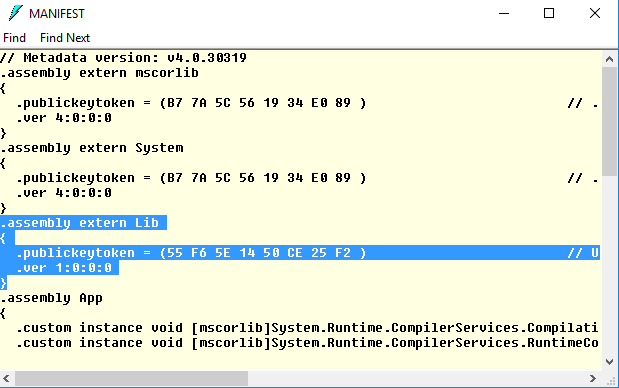 MANIFEST
Find Find Next
// Metadata version: v4.0.30319
.assembly extern mscorlib
{
  .publickeytoken = (B7 7A 5C 56 19 34 E0 89 )                         // .
  .ver 4:0:0:0
}
.assembly extern System
{
  .publickeytoken = (B7 7A 5C 56 19 34 E0 89 )                         // .
  .ver 4:0:0:0
}
.assembly extern Lib
{
  .publickeytoken = (55 F6 5E 14 50 CE 25 F2 )                         // U
  .ver 1:0:0:0
}
.assembly App
{
  .custom instance void [mscorlib]System.Runtime.CompilerServices.Compilati
  .custom instance void [mscorlib]System.Runtime.CompilerServices.RuntimeCo